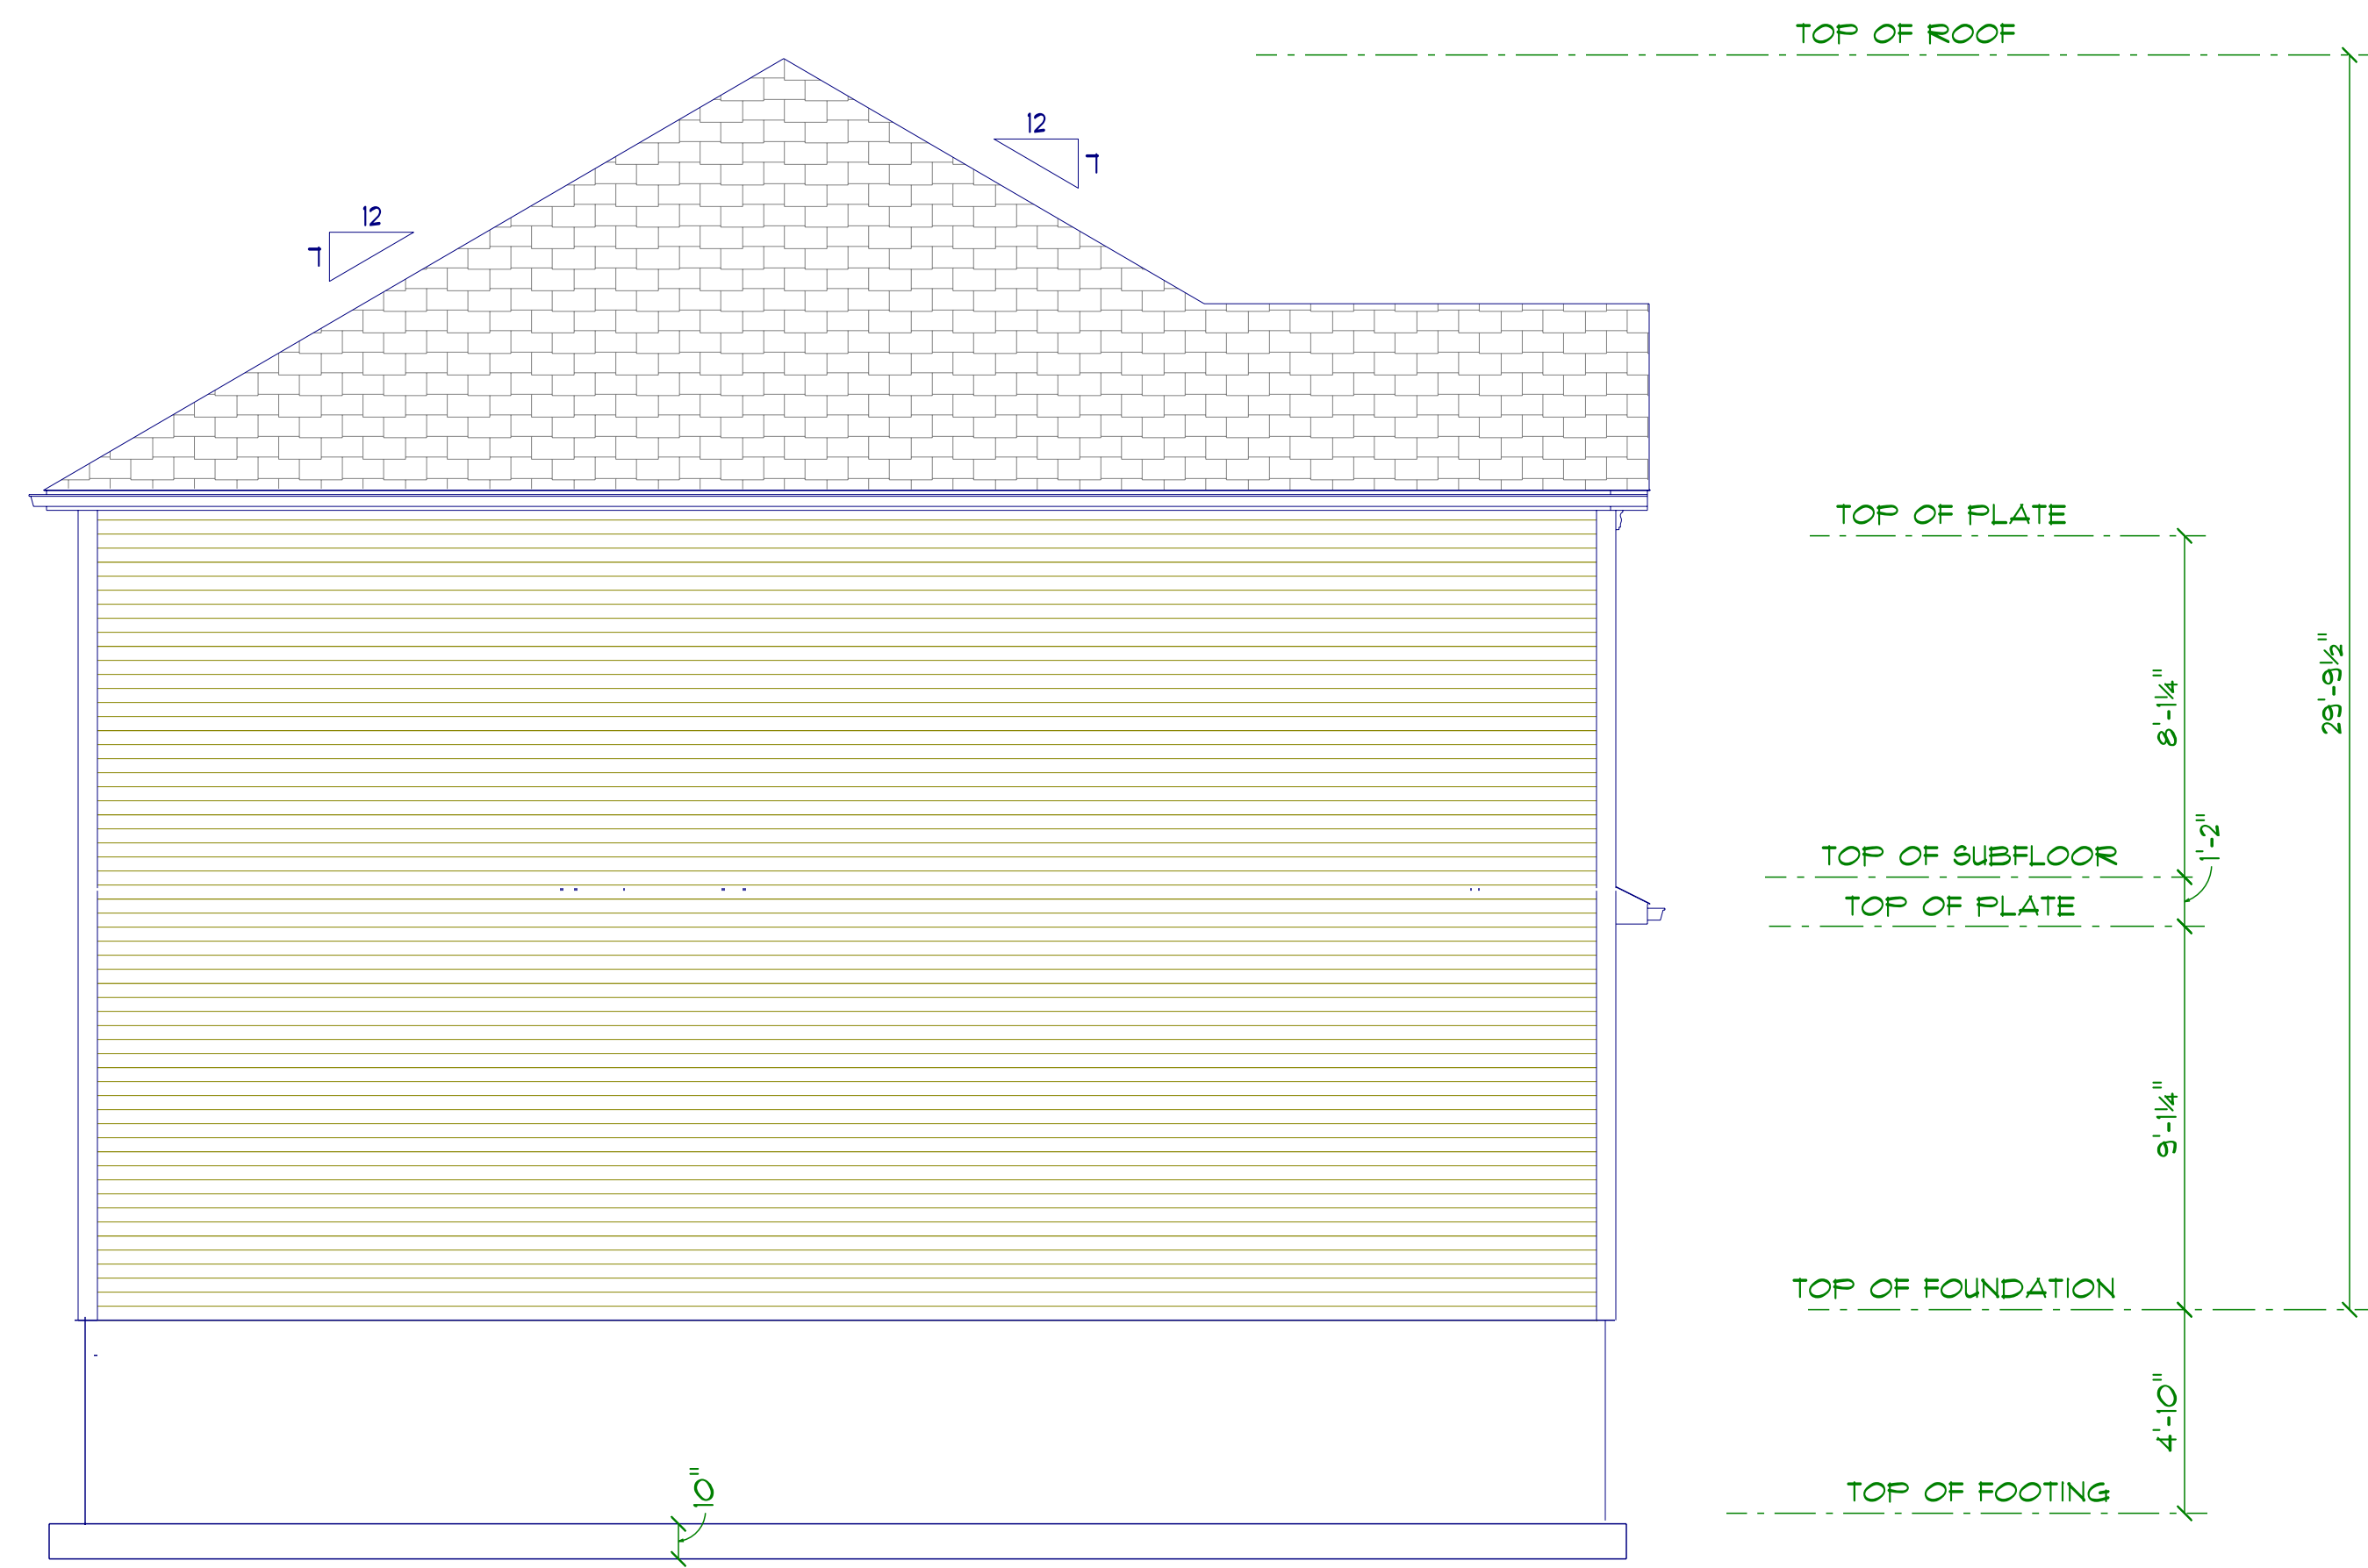 TOP OF ROOF
12
7
12
7
TOP OF PLATE
8'-1¼"
29'-9½"
TOP OF SUBFLOOR
1'-2"
TOP OF PLATE
9'-1¼"
TOP OF FOUNDATION
4'-10"
10"
TOP OF FOOTING